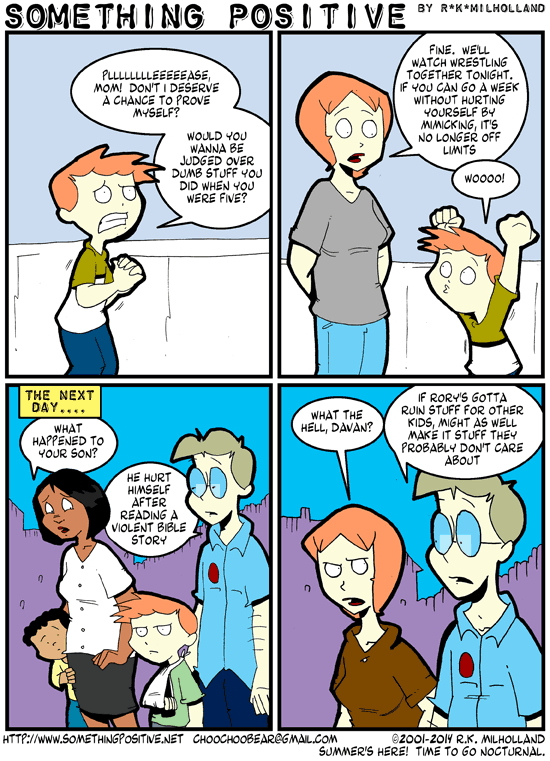 SOMETHING POSITIVE BY R*K*MILHOLLAND
PLLLLLLLEEEEEEASE,
MOM! DON'T I DESERVE
A CHANCE TO PROVE
MYSELF?
WOULD YOU
WANNA BE
JUDGED OVER
DUMB STUFF YOU
DID WHEN YOU
WERE FIVE?
FINE. WE'LL
WATCH WRESTLING
TOGETHER TONIGHT.
IF YOU CAN GO A WEEK
WITHOUT HURTING
YOURSELF BY
MIMICKING, IT'S
NO LONGER OFF
LIMITS
WOOOO!
THE NEXT
DAY....
WHAT
HAPPENED TO
YOUR SON?
HE HURT
HIMSELF
AFTER
READING A
VIOLENT BIBLE
STORY
WHAT THE
HELL, DAVAN?
IF RORY'S GOTTA
RUIN STUFF FOR OTHER
KIDS, MIGHT AS WELL
MAKE IT STUFF THEY
PROBABLY DON'T CARE
ABOUT
HTTP://WWW.SOMETHINGPOSITIVE.NET CHOOCHOOBEAR@GMAIL.COM ©2001-2014 R.K. MILHOLLAND
SUMMER'S HERE! TIME TO GO NOCTURNAL.